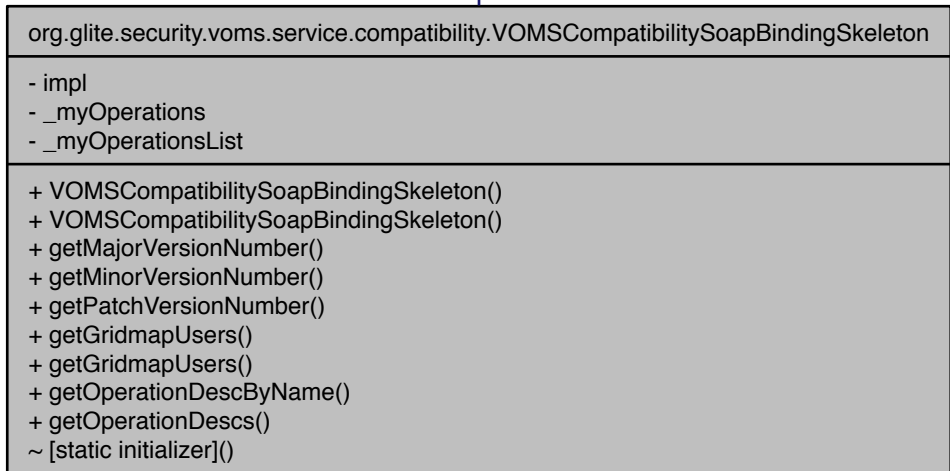 org.glite.security.voms.service.compatibility.VOMSCompatibilitySoapBindingSkeleton
- impl
- _myOperations
- _myOperationsList
+ VOMSCompatibilitySoapBindingSkeleton()
+ VOMSCompatibilitySoapBindingSkeleton()
+ getMajorVersionNumber()
+ getMinorVersionNumber()
+ getPatchVersionNumber()
+ getGridmapUsers()
+ getGridmapUsers()
+ getOperationDescByName()
+ getOperationDescs()
~ [static initializer]()